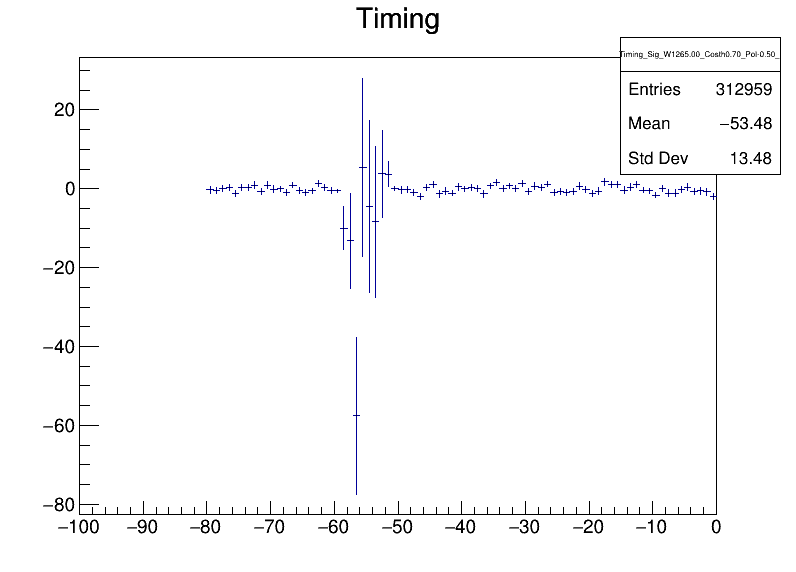 Timing
Timing_Sig_W1265.00_Costh0.70_Pol-0.50_
Entries 312959
Mean −53.48
Std Dev 13.48
20
0
−20
−40
−60
−80
−100 −90 −80 −70 −60 −50 −40 −30 −20 −10 0